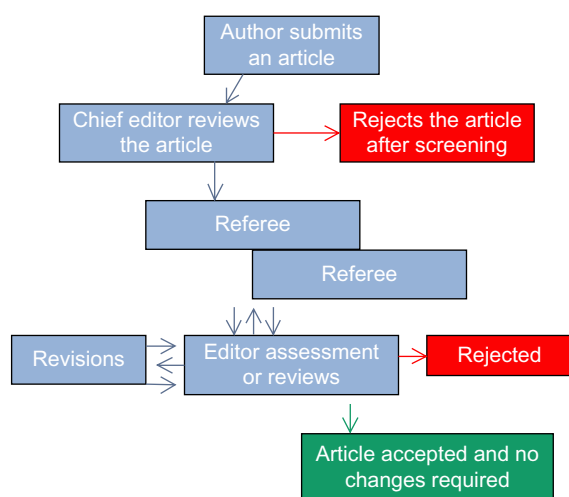 Author submits
an article
Chief editor reviews
the article
Rejects the article
after screening
Referee
Referee
Revisions
Editor assessment
or reviews
Rejected
Article accepted and no
changes required